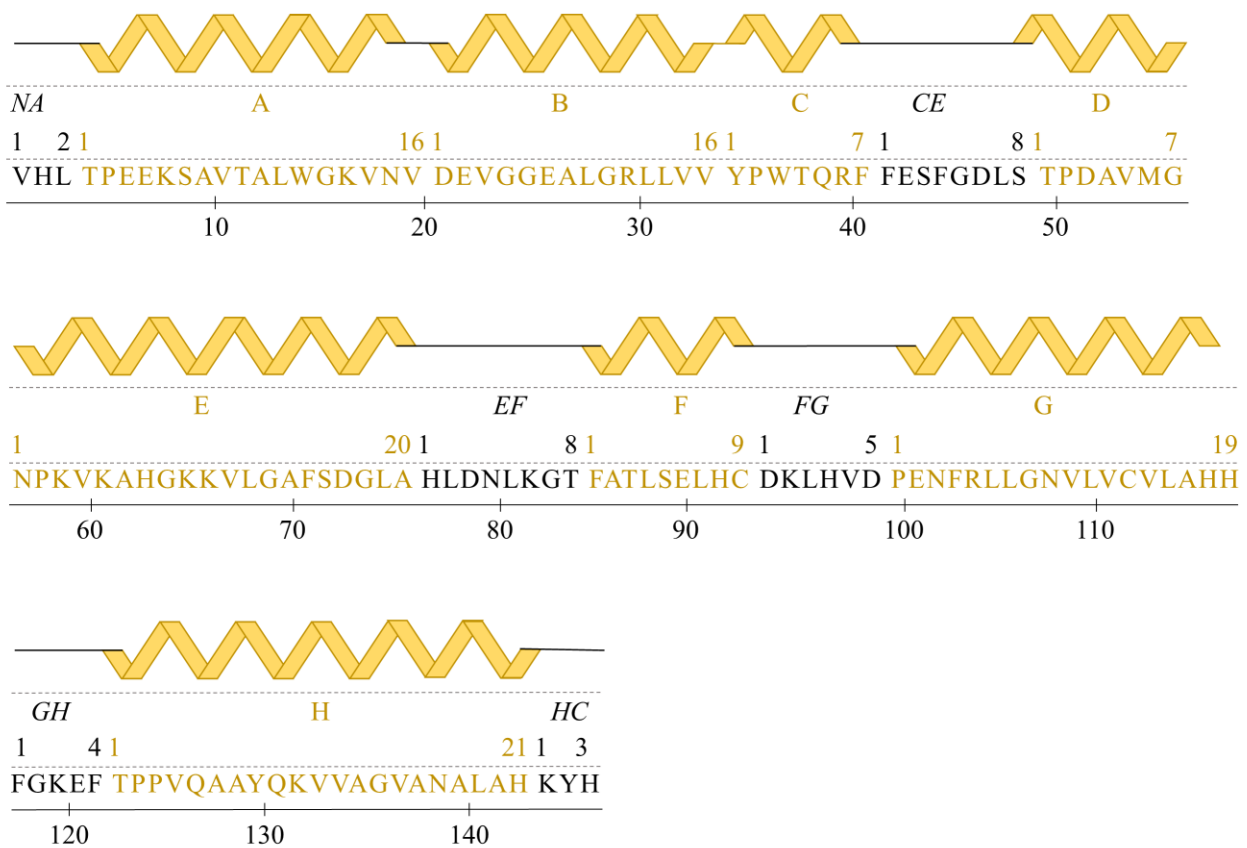 NA A B C CE D
1 2 1 16 1 16 1 7 1 8 1 7
VHL TPEEKSAVTALWGKVNV DEVGGEALGRLLVV YPWTQRF FESFGDLS TPDAVMG
10 20 30 40 50
E EF F FG G
1 20 1 8 1 9 1 5 1 19
NPKVKAHGKKVLGAFSDGLA HLDNLKGT FATLSELHC DKLHVD PENFRLLGNVLVCVLAHH
60 70 80 90 100 110
GH H HC
1 4 1 21 1 3
FGKEF TPPVQAAYQKVVAGVANALAH KYH
120 130 140